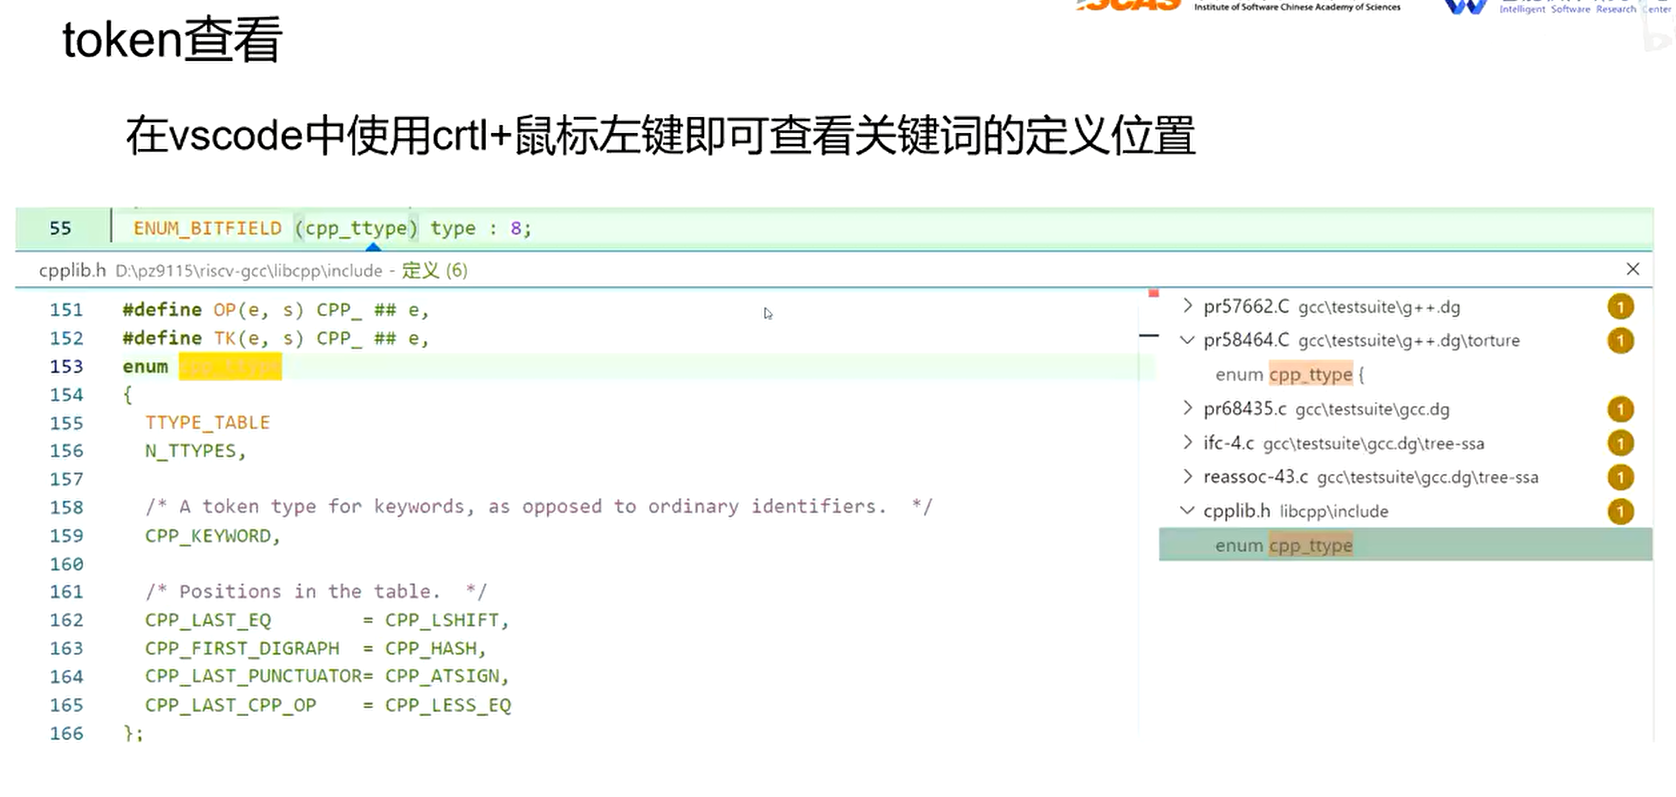 Institute of Software Chinese Academy of Sciences
Intelligent Software Research Center
token查看
在vscode中使用crtl+鼠标左键即可查看关键词的定义位置
55 ENUM_BITFIELD (cpp_ttype) type : 8;
cpplib.h D:\pz9115\riscv-gcc\libcpp\include - 定义 (6)
151 #define OP(e, s) CPP_ ## e,
152 #define TK(e, s) CPP_ ## e,
153 enum cpp_ttype
154 {
155 TTYPE_TABLE
156 N_TTYPES,
157
158 /* A token type for keywords, as opposed to ordinary identifiers.  */
159 CPP_KEYWORD,
160
161 /* Positions in the table.  */
162 CPP_LAST_EQ        = CPP_LSHIFT,
163 CPP_FIRST_DIGRAPH  = CPP_HASH,
164 CPP_LAST_PUNCTUATOR= CPP_ATSIGN,
165 CPP_LAST_CPP_OP    = CPP_LESS_EQ
166 };
pr57662.C gcc\testsuite\g++.dg 1
pr58464.C gcc\testsuite\g++.dg\torture 1
enum cpp_ttype {
pr68435.c gcc\testsuite\gcc.dg 1
ifc-4.c gcc\testsuite\gcc.dg\tree-ssa 1
reassoc-43.c gcc\testsuite\gcc.dg\tree-ssa 1
cpplib.h libcpp\include 1
enum cpp_ttype